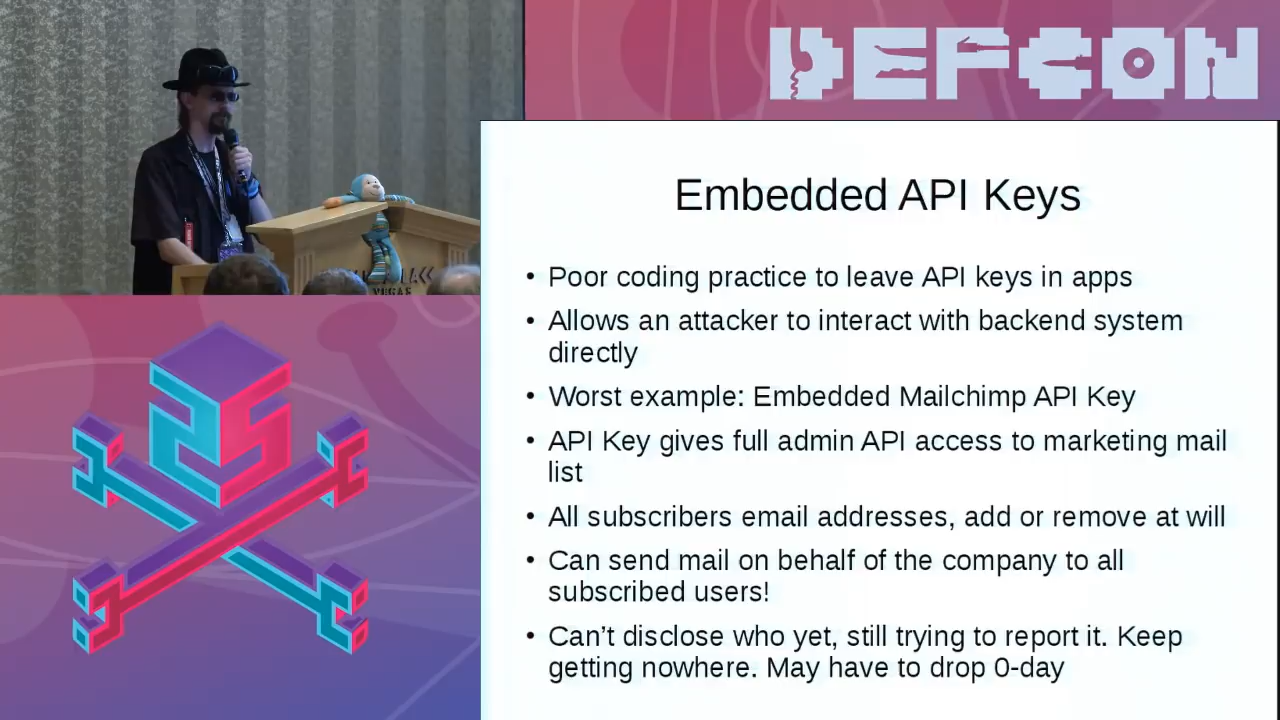 DEFCON
Embedded API Keys
• Poor coding practice to leave API keys in apps
• Allows an attacker to interact with backend system
directly
• Worst example: Embedded Mailchimp API Key
• API Key gives full admin API access to marketing mail
list
• All subscribers email addresses, add or remove at will
• Can send mail on behalf of the company to all
subscribed users!
• Can’t disclose who yet, still trying to report it. Keep
getting nowhere. May have to drop 0-day
VEGAS
25